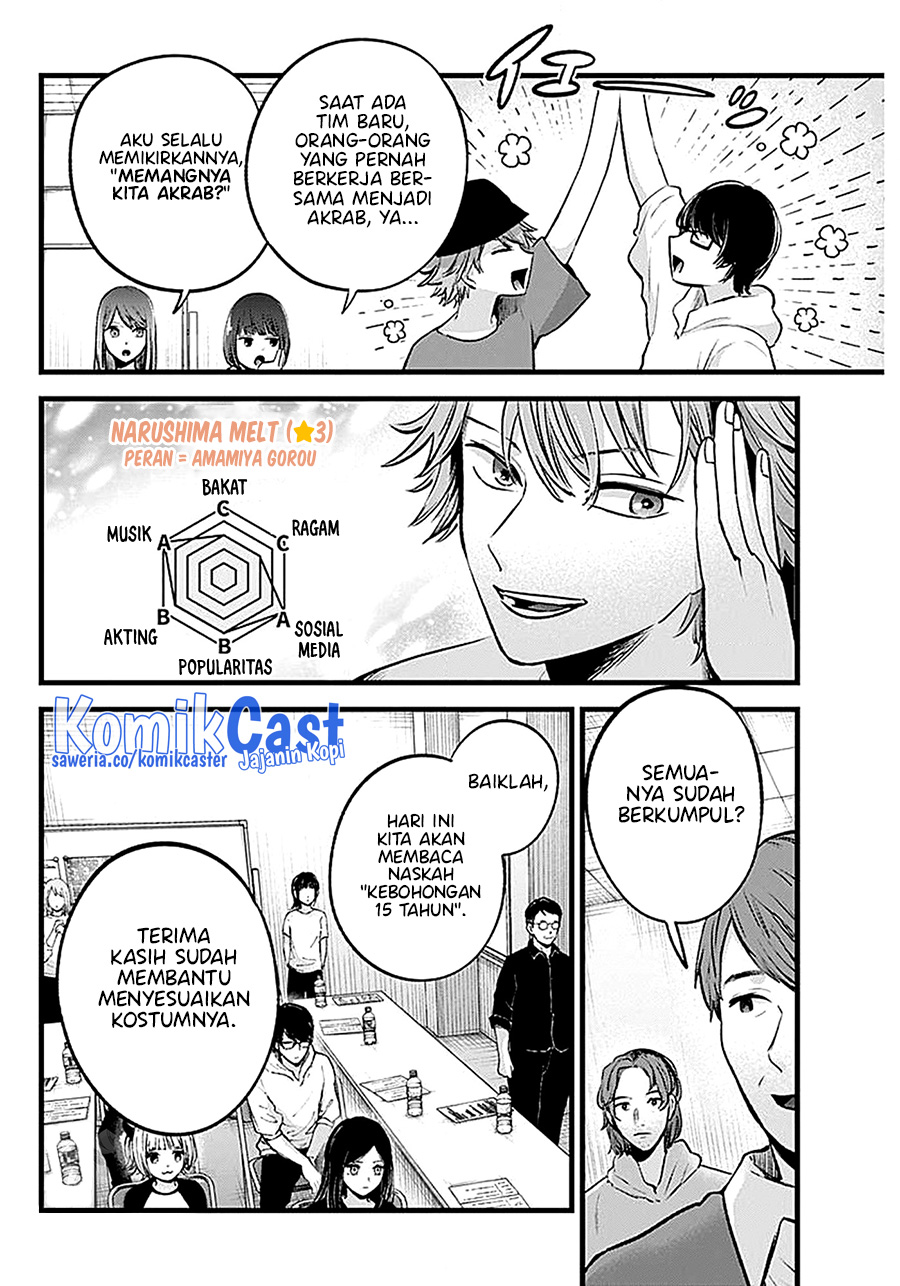 イエー
SAAT ADA
TIM BARU,
ORANG-ORANG
YANG PERNAH
BERKERJA BER-
SAMA MENJADI
AKRAB, YA...
AKU SELALU
MEMIKIRKANNYA,
"MEMANGNYA
KITA AKRAB?"
NARUSHIMA MELT (⭐3)
PERAN = AMAMIYA GOROU
BAKAT
C
MUSIK
A
C
RAGAM
B
A
AKTING
B
SOSIAL
MEDIA
POPULARITAS
KomikCast
saweria.co/komikcaster
Jajanin Kopi
SEMUA-
NYA SUDAH
BERKUMPUL?
BAIKLAH,
HARI INI
KITA AKAN
MEMBACA
NASKAH
"KEBOHONGAN
15 TAHUN".
TERIMA
KASIH SUDAH
MEMBANTU
MENYESUAIKAN
KOSTUMNYA.